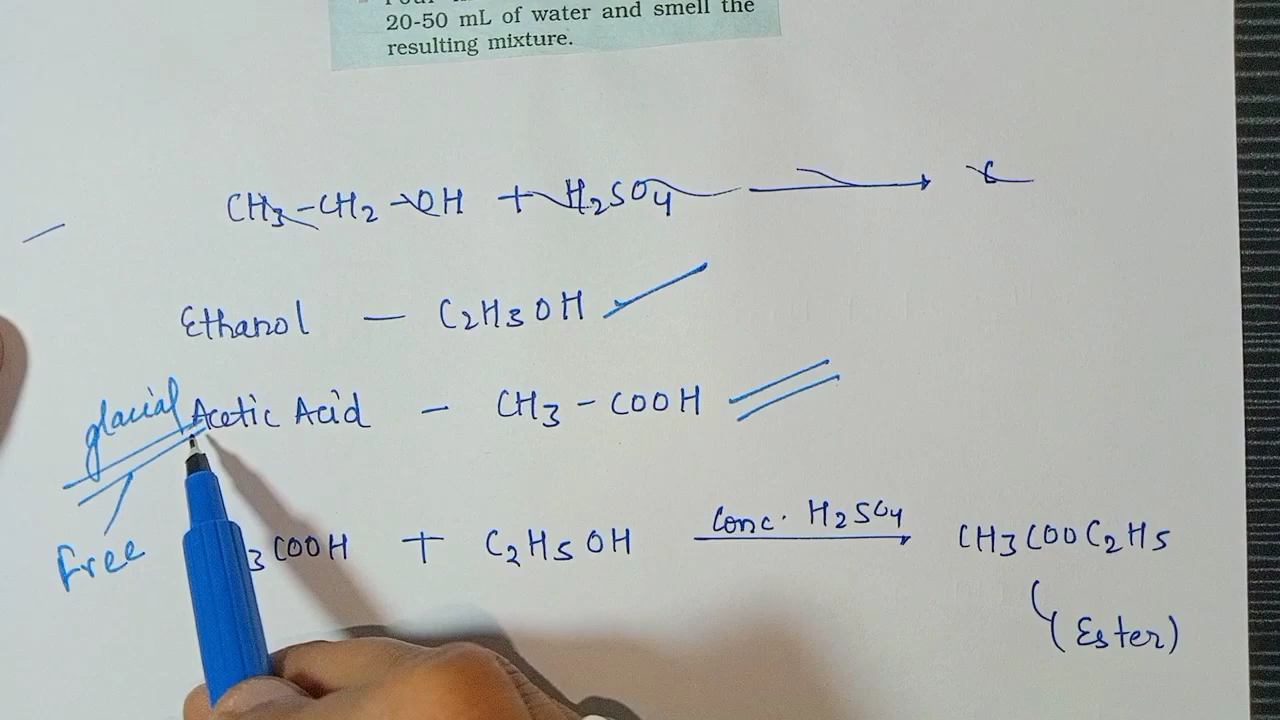 20-50 mL of water and smell the
resulting mixture.
CH3-CH2-OH + H2SO4 → x
Ethanol — C2H3OH
glacial Acetic Acid - CH3-COOH
3COOH + C2H5OH Conc. H2SO4 → CH3COOC2H5
Free
(Ester)